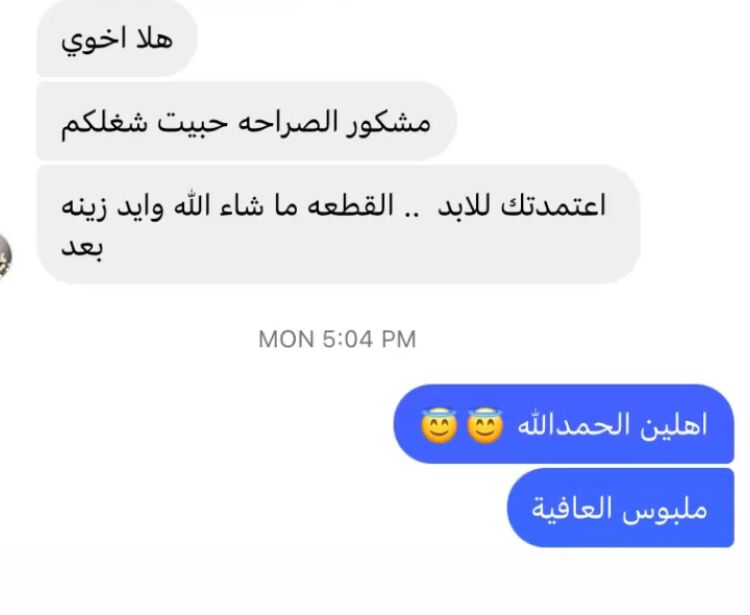 هلا اخوي
مشكور الصراحه حبيت شغلكم
اعتمدتك للابد .. القطعه ما شاء الله وايد زينه
بعد
MON 5:04 PM
اهلين الحمدالله 😇😇
ملبوس العافية